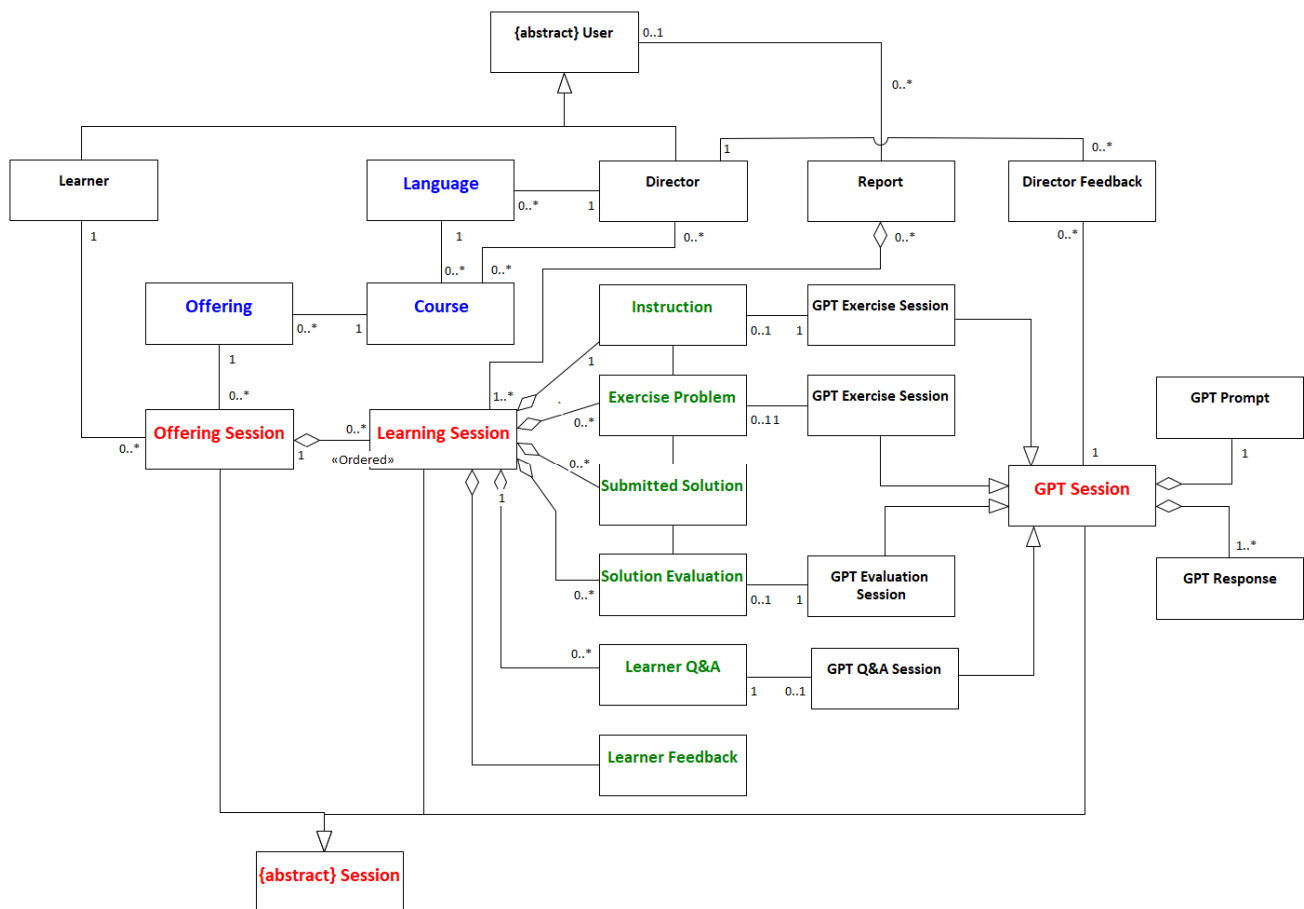 {abstract} User
0..1
0..*
1
0..*
Learner
Language
Director
Report
Director Feedback
1
0..*
1
0..*
0..*
0..*
1
0..*
0..*
Offering
Course
Instruction
GPT Exercise Session
0..*
1
0..1
1
1
1
0..*
1..*
Exercise Problem
GPT Exercise Session
GPT Prompt
`
0..*
0..11
Offering Session
Learning Session
0..*
0..*
1
«Ordered»
0..*
1
1
Submitted Solution
GPT Session
1
1..*
Solution Evaluation
GPT Evaluation
Session
GPT Response
0..*
0..1
1
0..*
Learner Q&A
GPT Q&A Session
1
0..1
Learner Feedback
{abstract} Session